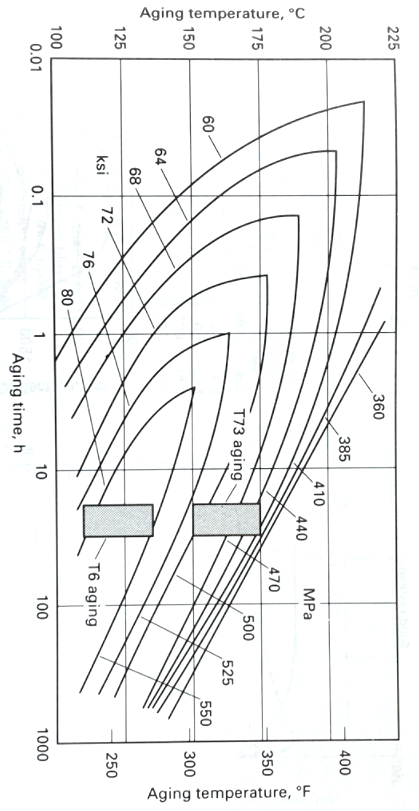 Aging temperature, °C
100 125 150 175 200 225
0.01
0.1
1
10
100
1000
Aging time, h
ksi
60
64
68
72
76
80
T73 aging
T6 aging
MPa
360
385
410
440
470
500
525
550
250 300 350 400
Aging temperature, °F